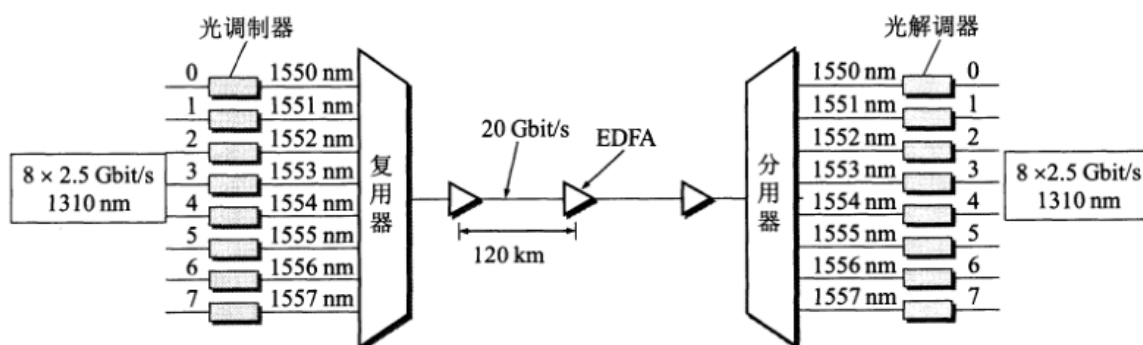 光调制器
光解调器
8 × 2.5 Gbit/s
1310 nm
0
1
2
3
4
5
6
7
1550 nm
1551 nm
1552 nm
1553 nm
1554 nm
1555 nm
1556 nm
1557 nm
复用器
20 Gbit/s
EDFA
120 km
分用器
1550 nm
1551 nm
1552 nm
1553 nm
1554 nm
1555 nm
1556 nm
1557 nm
0
1
2
3
4
5
6
7
8 ×2.5 Gbit/s
1310 nm